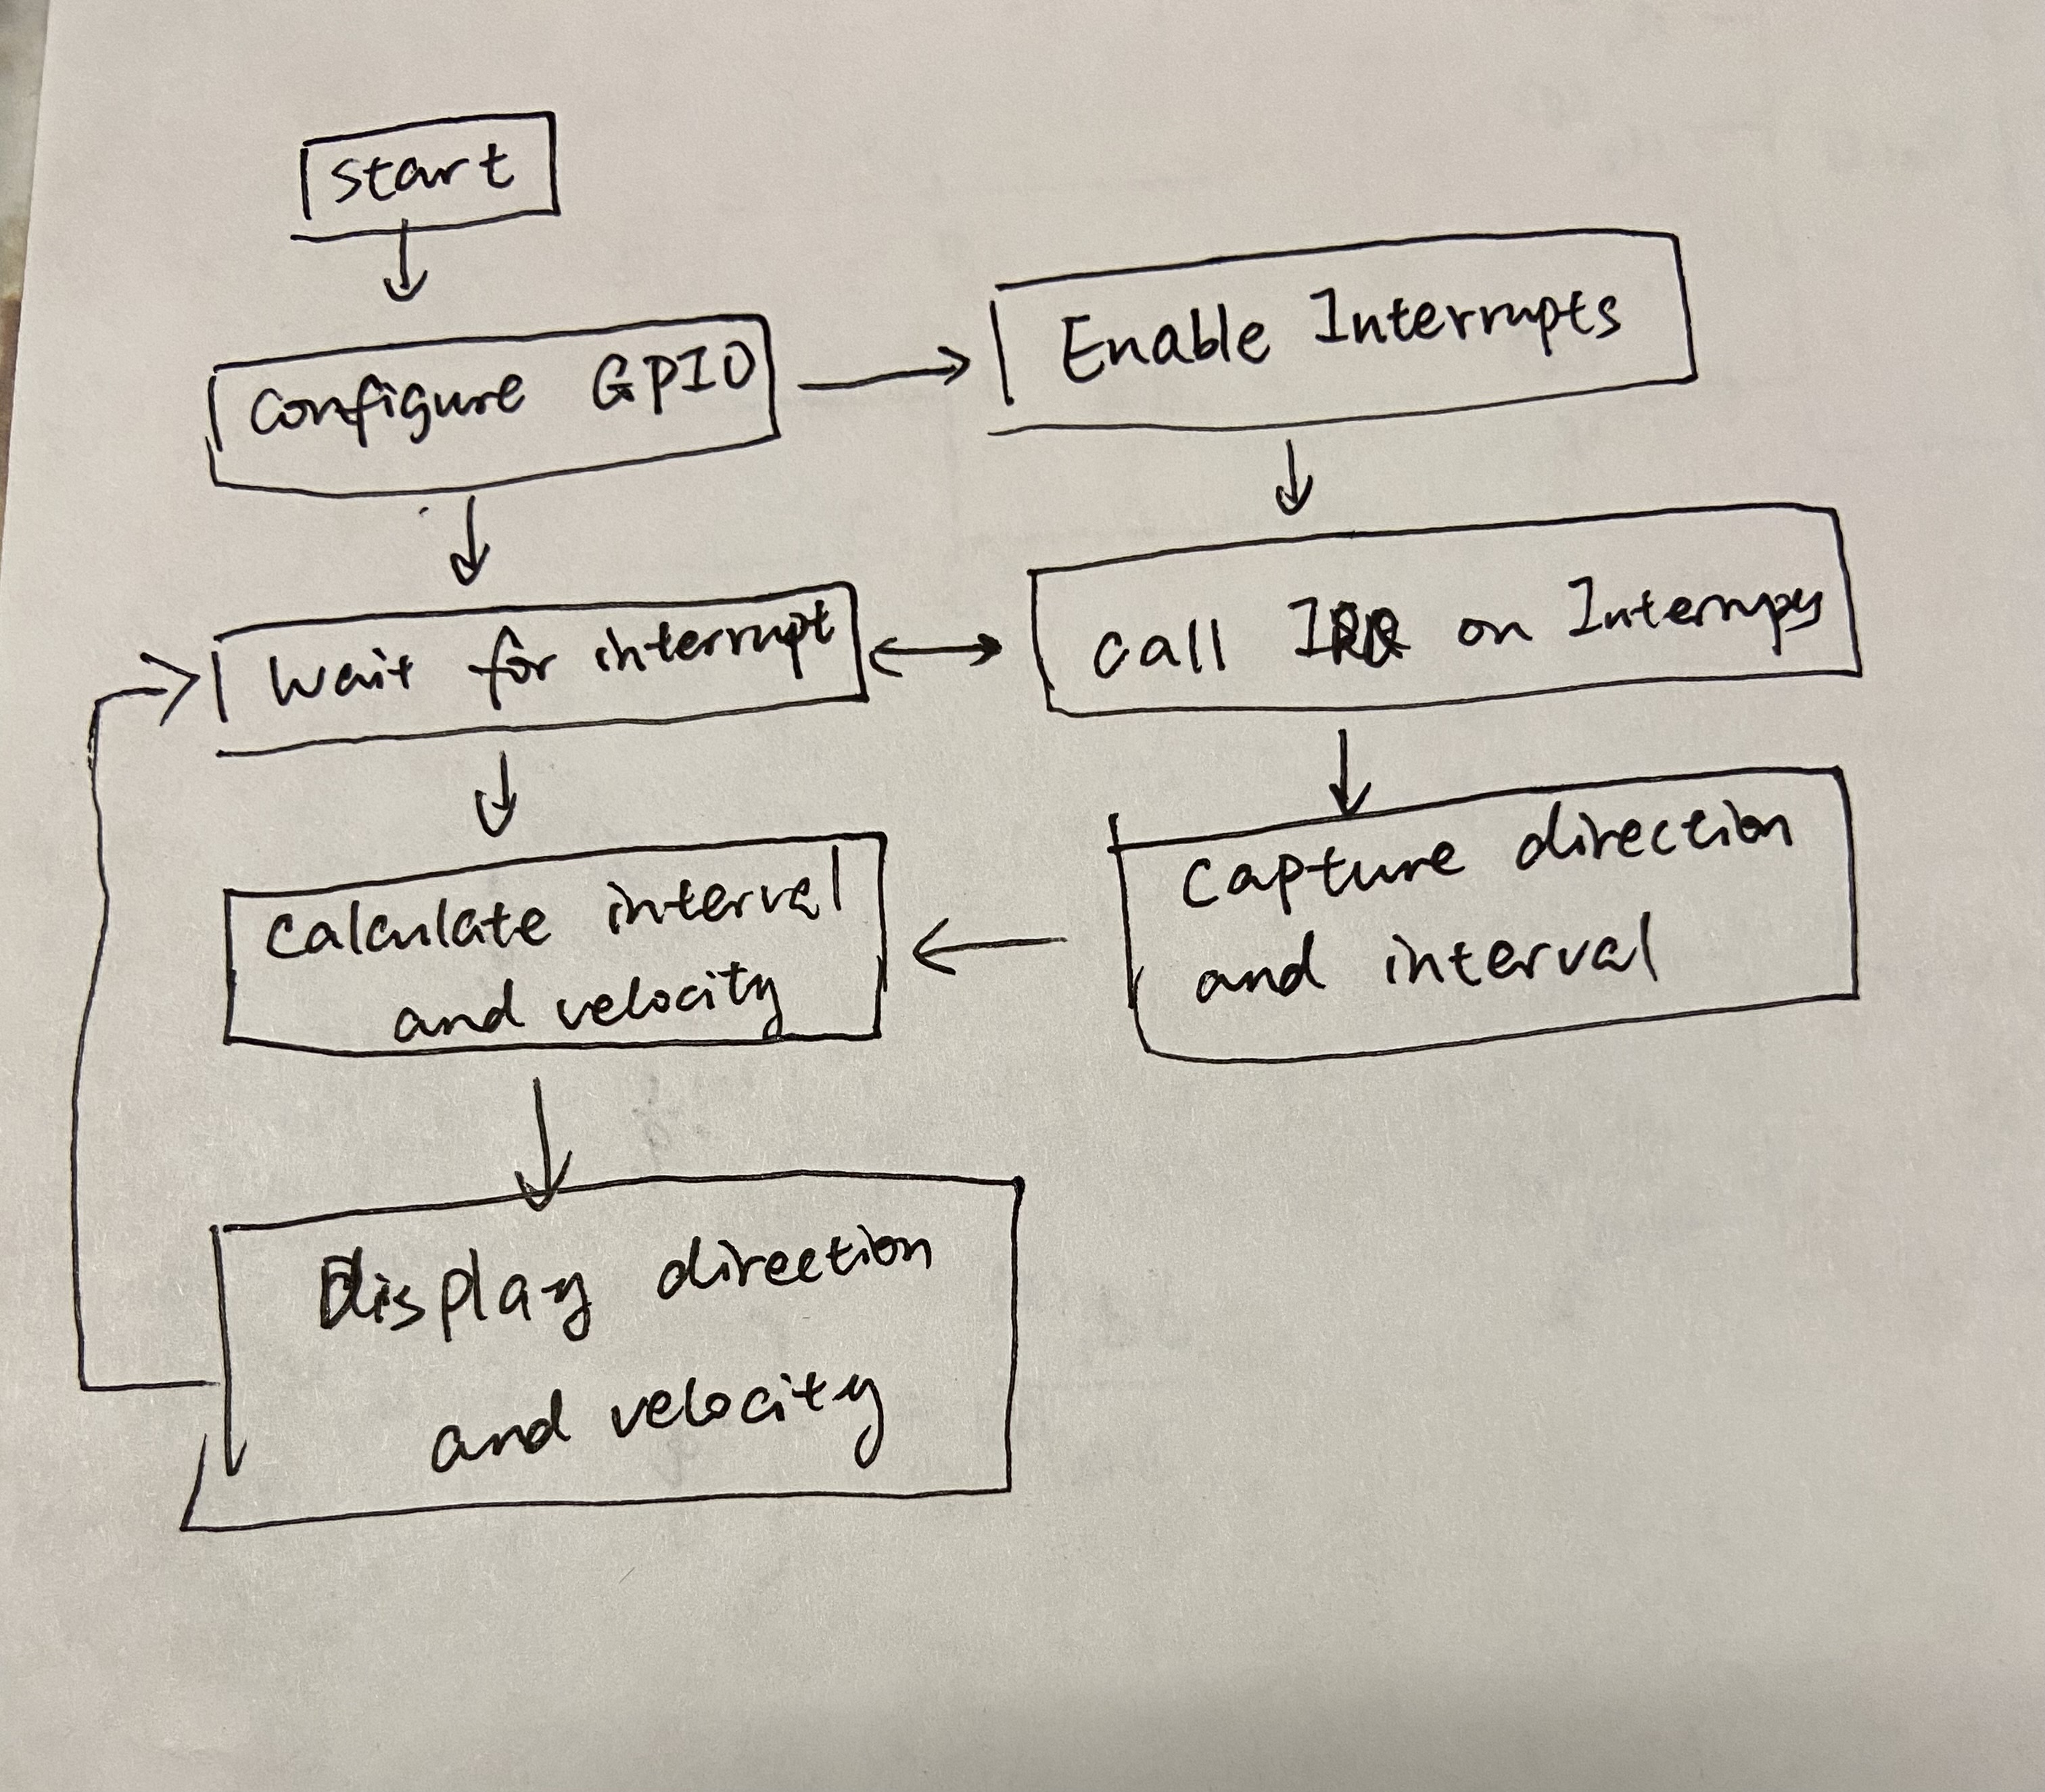 start
configure GPIO
Enable Interrupts
wait for interrupt
call IRQ on Interrupys
calculate interval
and velocity
capture direction
and interval
Display direction
and velocity